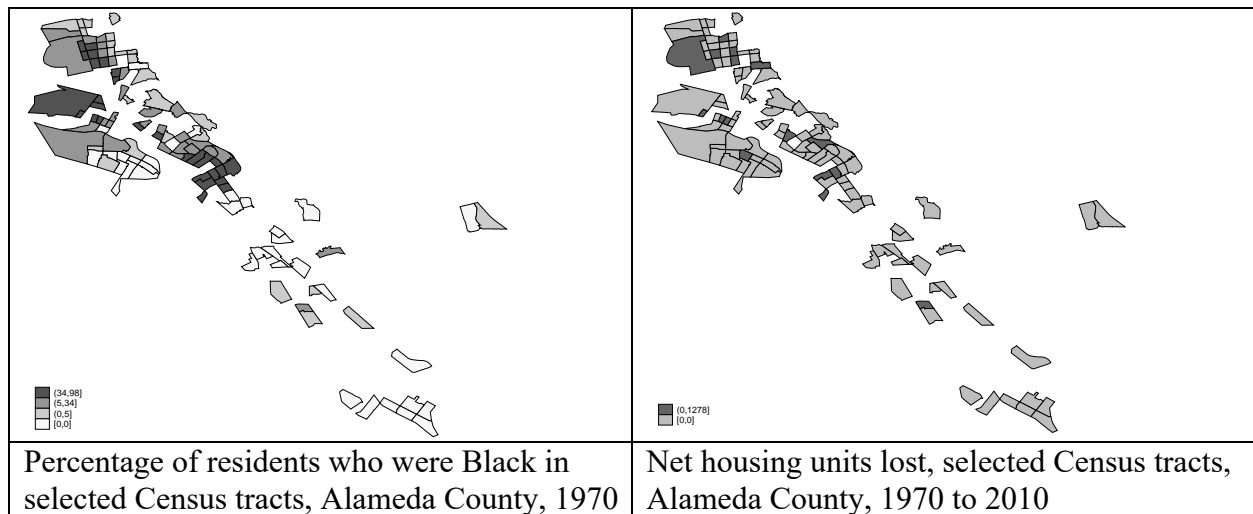 (34,98]
(5,34]
(0,5]
[0,0]
(0,1278]
[0,0]
Percentage of residents who were Black in
selected Census tracts, Alameda County, 1970
Net housing units lost, selected Census tracts,
Alameda County, 1970 to 2010